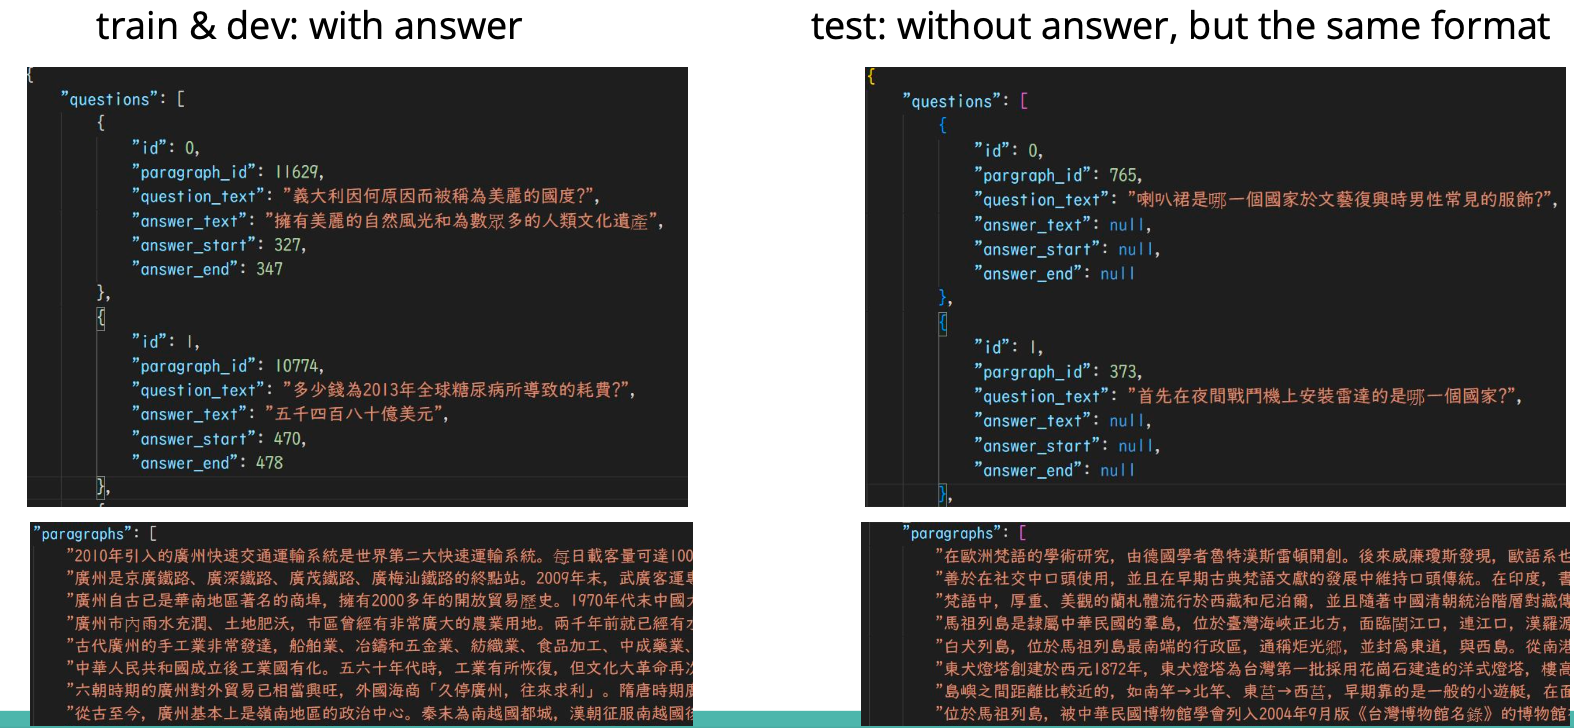 train & dev: with answer
{
"questions": [
{
"id": 0,
"paragraph_id": 11629,
"question_text": "義大利因何原因而被稱為美麗的國度?",
"answer_text": "擁有美麗的自然風光和為數眾多的人類文化遺產",
"answer_start": 327,
"answer_end": 347
},
{
"id": 1,
"paragraph_id": 10774,
"question_text": "多少錢為2013年全球糖尿病所導致的耗費?",
"answer_text": "五千四百八十億美元",
"answer_start": 470,
"answer_end": 478
},
"paragraphs": [
"2010年引入的廣州快速交通運輸系統是世界第二大快速運輸系統。每日載客量可達100
"廣州是京廣鐵路、廣深鐵路、廣茂鐵路、廣梅汕鐵路的終點站。2009年末，武廣客運專
"廣州自古已是華南地區著名的商埠，擁有2000多年的開放貿易歷史。1970年代末中國大
"廣州市內雨水充潤、土地肥沃，市區曾經有非常廣大的農業用地。兩千年前就已經有水
"古代廣州的手工業非常發達，船舶業、冶鑄和五金業、紡織業、食品加工、中成藥業、
"中華人民共和國成立後工業國有化。五六十年代時，工業有所恢復，但文化大革命再次
"六朝時期的廣州對外貿易已相當興旺，外國海商「久停廣州，往來求利」。隋唐時期廣
"從古至今，廣州基本上是嶺南地區的政治中心。秦末為南越國都城，漢朝征服南越國後
test: without answer, but the same format
{
"questions": [
{
"id": 0,
"pargraph_id": 765,
"question_text": "喇叭裙是哪一個國家於文藝復興時男性常見的服飾?",
"answer_text": null,
"answer_start": null,
"answer_end": null
},
{
"id": 1,
"pargraph_id": 373,
"question_text": "首先在夜間戰鬥機上安裝雷達的是哪一個國家?",
"answer_text": null,
"answer_start": null,
"answer_end": null
},
"paragraphs": [
"在歐洲梵語的學術研究，由德國學者魯特漢斯雷頓開創。後來威廉瓊斯發現，歐語系也
"善於在社交中口頭使用，並且在早期古典梵語文獻的發展中維持口頭傳統。在印度，書
"梵語中，厚重、美觀的蘭札體流行於西藏和尼泊爾，並且隨著中國清朝統治階層對藏傳
"馬祖列島是隸屬中華民國的羣島，位於臺灣海峽正北方，面臨閩江口，連江口，漢羅源
"白犬列島，位於馬祖列島最南端的行政區，通稱炬光鄉，並封爲東道，與西島。從南港
"東犬燈塔創建於西元1872年，東犬燈塔為台灣第一批採用花崗石建造的洋式燈塔，樓高
"島嶼之間距離比較近的，如南竿→北竿、東莒→西莒，早期靠的是一般的小遊艇，在面
"位於馬祖列島，被中華民國博物館學會列入2004年9月版《台灣博物館名錄》的博物館